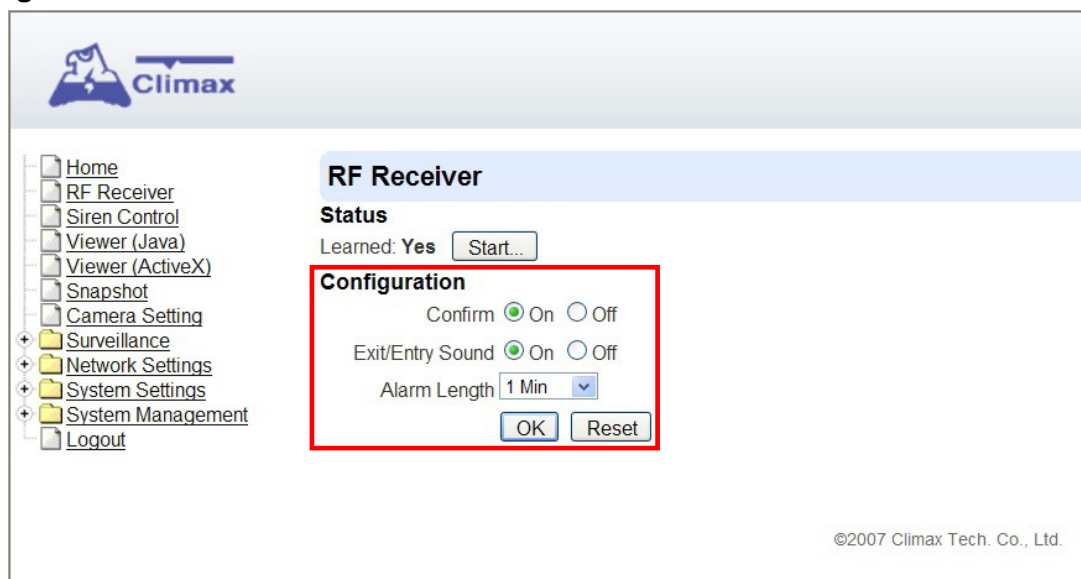 Climax
Home
RF Receiver
Siren Control
Viewer (Java)
Viewer (ActiveX)
Snapshot
Camera Setting
Surveillance
Network Settings
System Settings
System Management
Logout
RF Receiver
Status
Learned: Yes Start...
Configuration
Confirm On Off
Exit/Entry Sound On Off
Alarm Length 1 Min
OK Reset
©2007 Climax Tech. Co., Ltd.